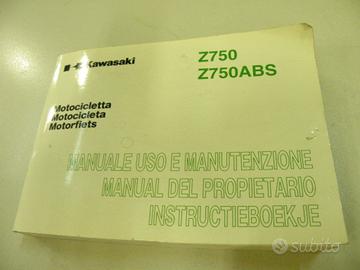 Kawasaki
Z750
Z750ABS
Motocicletta
Motocicleta
Motorfiets
MANUALE USO E MANUTENZIONE
MANUAL DEL PROPIETARIO
INSTRUCTIEBOEKJE
subito